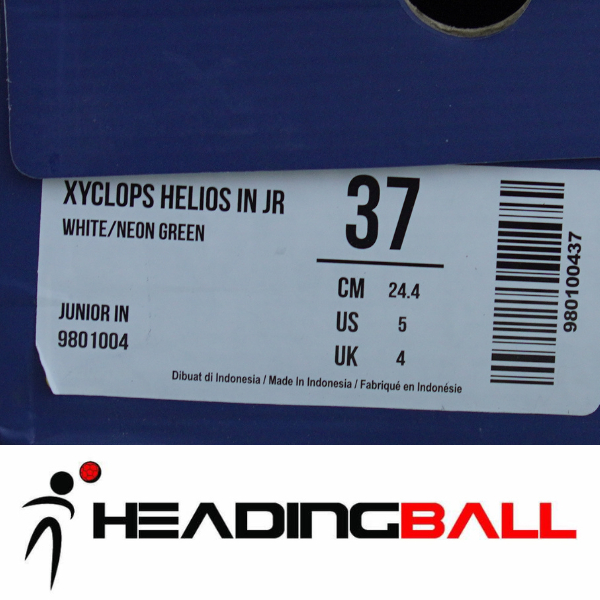 XYCLOPS HELIOS IN JR
WHITE/NEON GREEN
37
CM 24.4
US 5
UK 4
JUNIOR IN
9801004
Dibuat di Indonesia / Made In Indonesia / Fabriqué en Indonésie
980100437
HEADINGBALL